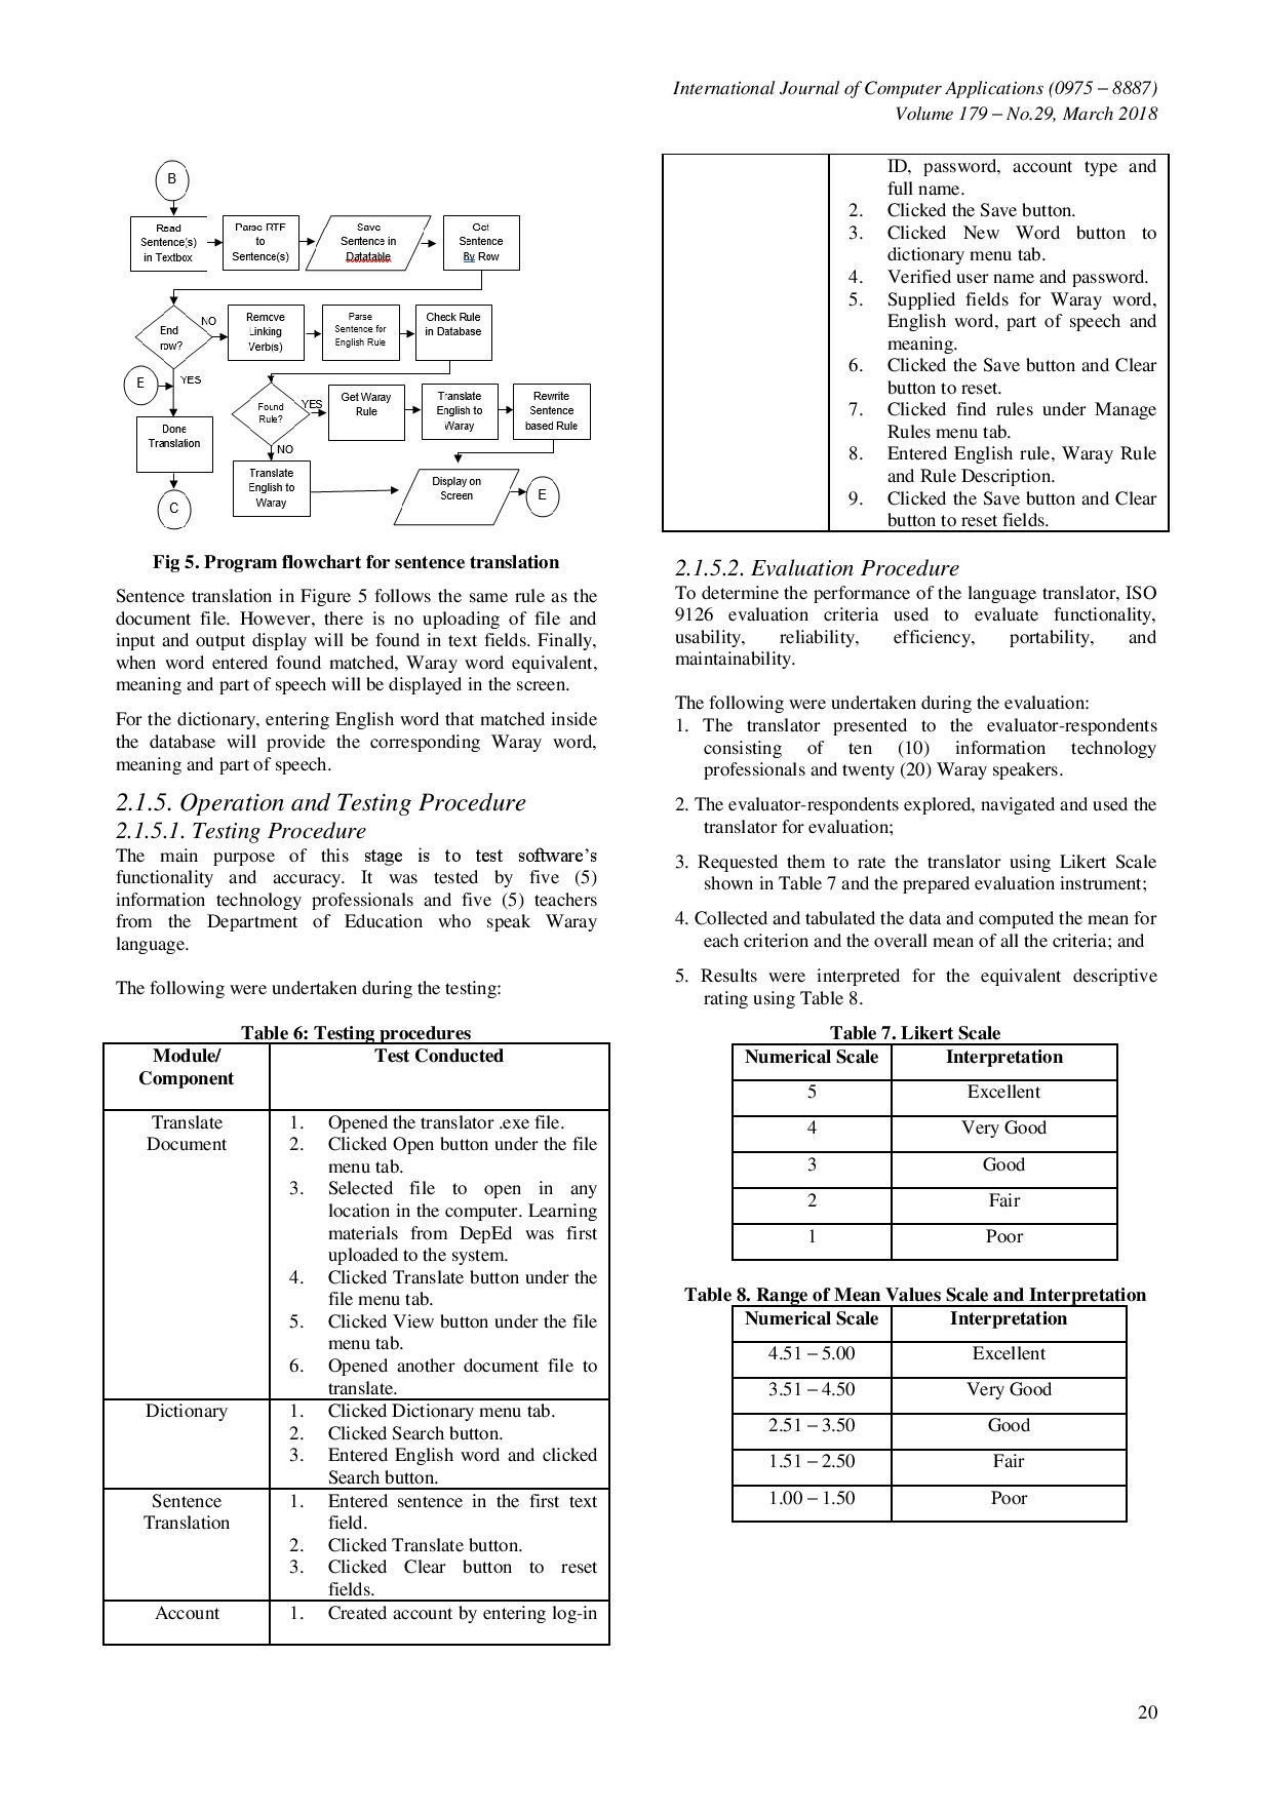 International Journal of Computer Applications (0975 – 8887)
Volume 179 – No.29, March 2018
B
Read
Sentence(s)
in Textbox
Parse RTF
to
Sentence(s)
Save
Sentence in
Datatable
Get
Sentence
By Row
End
row?
NO
Remove
Linking
Verb(s)
Parse
Sentence for
English Rule
Check Rule
in Database
E
YES
Done
Translation
C
Found
Rule?
YES
Get Waray
Rule
Translate
English to
Waray
Rewrite
Sentence
based Rule
NO
Translate
English to
Waray
Display on
Screen
E
Fig 5. Program flowchart for sentence translation
Sentence translation in Figure 5 follows the same rule as the
document file. However, there is no uploading of file and
input and output display will be found in text fields. Finally,
when word entered found matched, Waray word equivalent,
meaning and part of speech will be displayed in the screen.
For the dictionary, entering English word that matched inside
the database will provide the corresponding Waray word,
meaning and part of speech.
2.1.5. Operation and Testing Procedure
2.1.5.1. Testing Procedure
The main purpose of this stage is to test software's
functionality and accuracy. It was tested by five (5)
information technology professionals and five (5) teachers
from the Department of Education who speak Waray
language.
The following were undertaken during the testing:
Table 6: Testing procedures
Module/
Component
Test Conducted
Translate
Document
1. Opened the translator .exe file.
2. Clicked Open button under the file
menu tab.
3. Selected file to open in any
location in the computer. Learning
materials from DepEd was first
uploaded to the system.
4. Clicked Translate button under the
file menu tab.
5. Clicked View button under the file
menu tab.
6. Opened another document file to
translate.
Dictionary
1. Clicked Dictionary menu tab.
2. Clicked Search button.
3. Entered English word and clicked
Search button.
Sentence
Translation
1. Entered sentence in the first text
field.
2. Clicked Translate button.
3. Clicked Clear button to reset
fields.
Account
1. Created account by entering log-in
ID, password, account type and
full name.
2. Clicked the Save button.
3. Clicked New Word button to
dictionary menu tab.
4. Verified user name and password.
5. Supplied fields for Waray word,
English word, part of speech and
meaning.
6. Clicked the Save button and Clear
button to reset.
7. Clicked find rules under Manage
Rules menu tab.
8. Entered English rule, Waray Rule
and Rule Description.
9. Clicked the Save button and Clear
button to reset fields.
2.1.5.2. Evaluation Procedure
To determine the performance of the language translator, ISO
9126 evaluation criteria used to evaluate functionality,
usability, reliability, efficiency, portability, and
maintainability.
The following were undertaken during the evaluation:
1. The translator presented to the evaluator-respondents
consisting of ten (10) information technology
professionals and twenty (20) Waray speakers.
2. The evaluator-respondents explored, navigated and used the
translator for evaluation;
3. Requested them to rate the translator using Likert Scale
shown in Table 7 and the prepared evaluation instrument;
4. Collected and tabulated the data and computed the mean for
each criterion and the overall mean of all the criteria; and
5. Results were interpreted for the equivalent descriptive
rating using Table 8.
Table 7. Likert Scale
Numerical Scale Interpretation
5 Excellent
4 Very Good
3 Good
2 Fair
1 Poor
Table 8. Range of Mean Values Scale and Interpretation
Numerical Scale Interpretation
4.51 – 5.00 Excellent
3.51 – 4.50 Very Good
2.51 – 3.50 Good
1.51 – 2.50 Fair
1.00 – 1.50 Poor
20